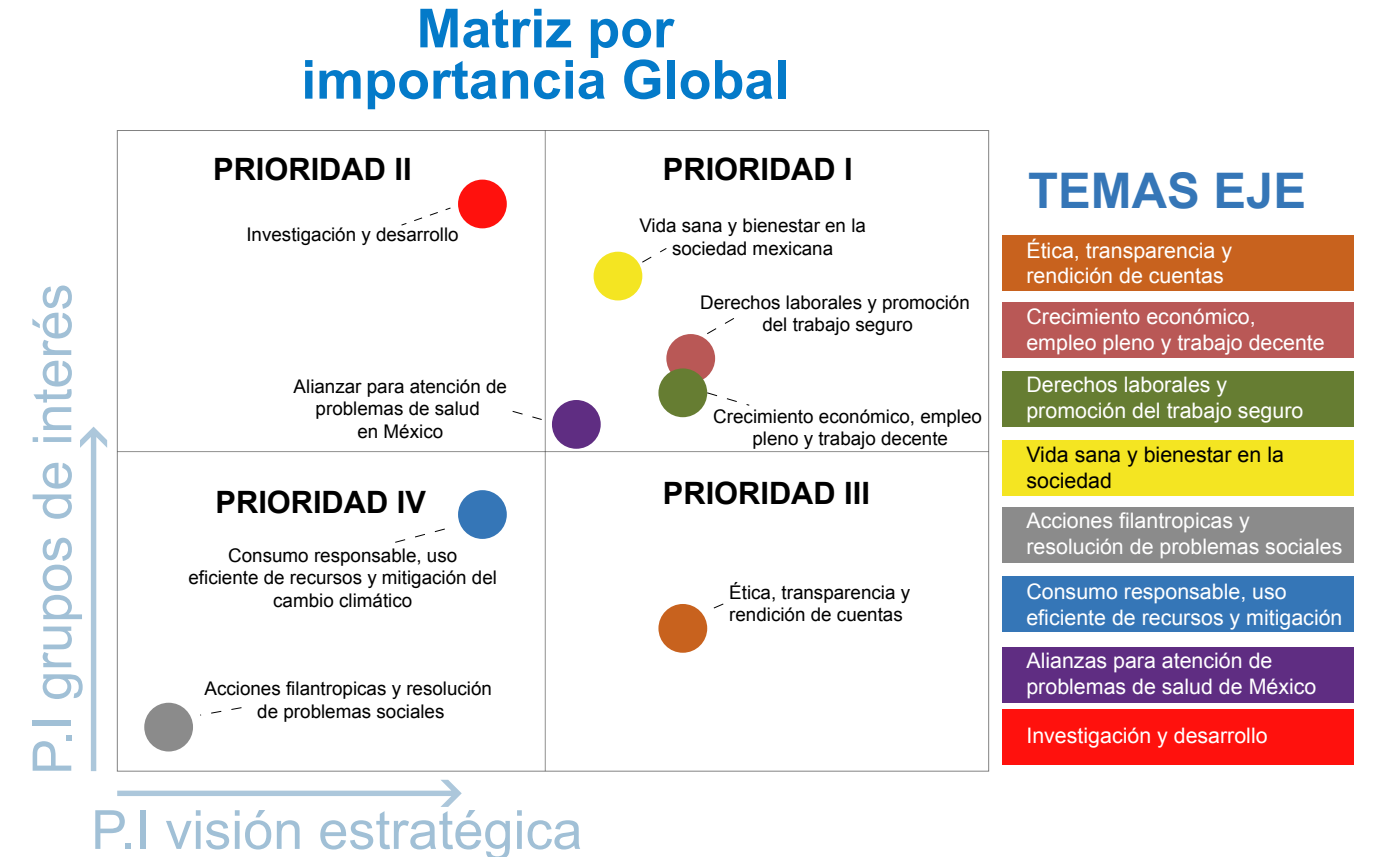 Matriz por
importancia Global
PRIORIDAD II
Investigación y desarrollo
Alianzar para atención de
problemas de salud
en México
PRIORIDAD I
Vida sana y bienestar en la
sociedad mexicana
Derechos laborales y promoción
del trabajo seguro
Crecimiento económico, empleo
pleno y trabajo decente
PRIORIDAD IV
Consumo responsable, uso
eficiente de recursos y mitigación del
cambio climático
Acciones filantropicas y resolución
de problemas sociales
PRIORIDAD III
Ética, transparencia y
rendición de cuentas
P.I grupos de interés
P.I visión estratégica
TEMAS EJE
Ética, transparencia y
rendición de cuentas
Crecimiento económico,
empleo pleno y trabajo decente
Derechos laborales y
promoción del trabajo seguro
Vida sana y bienestar en la
sociedad
Acciones filantropicas y
resolución de problemas sociales
Consumo responsable, uso
eficiente de recursos y mitigación
Alianzas para atención de
problemas de salud de México
Investigación y desarrollo